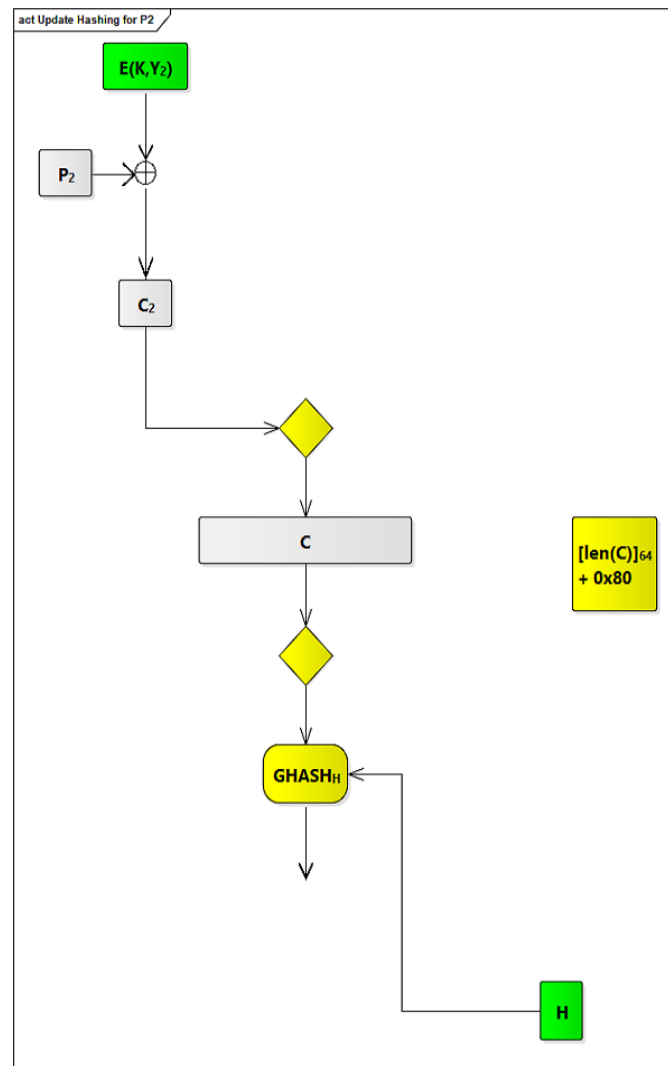 act Update Hashing for P2
E(K,Y₂)
P₂
C₂
C
[len(C)]₆₄
+ 0x80
GHASHH
H